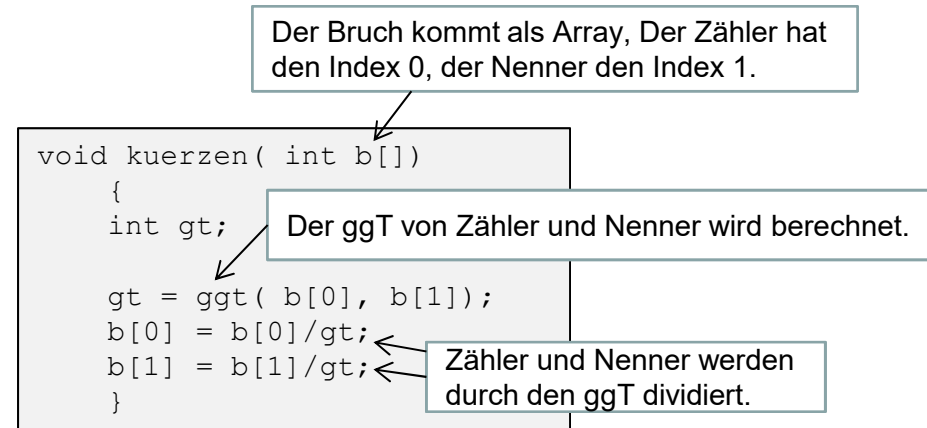 Der Bruch kommt als Array, Der Zähler hat
den Index 0, der Nenner den Index 1.
void kuerzen( int b[])
{
int gt;
Der ggT von Zähler und Nenner wird berechnet.
gt = ggt( b[0], b[1]);
b[0] = b[0]/gt;
b[1] = b[1]/gt;
Zähler und Nenner werden
durch den ggT dividiert.
}